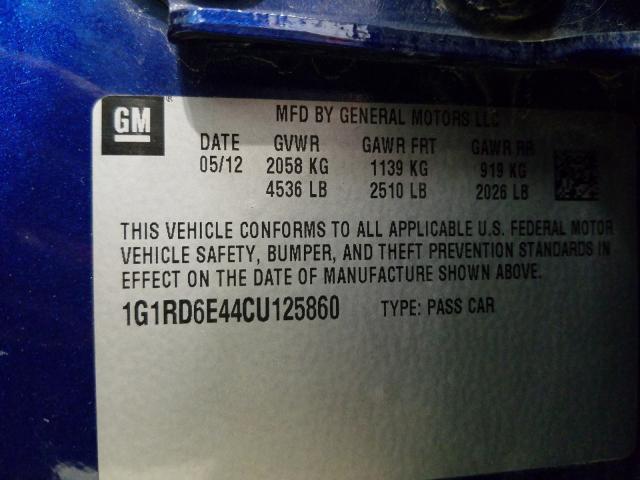 GM
MFD BY GENERAL MOTORS LLC
DATE GVWR GAWR FRT GAWR RR
05/12 2058 KG 1139 KG 919 KG
4536 LB 2510 LB 2026 LB
THIS VEHICLE CONFORMS TO ALL APPLICABLE U.S. FEDERAL MOTOR
VEHICLE SAFETY, BUMPER, AND THEFT PREVENTION STANDARDS IN
EFFECT ON THE DATE OF MANUFACTURE SHOWN ABOVE.
1G1RD6E44CU125860 TYPE: PASS CAR